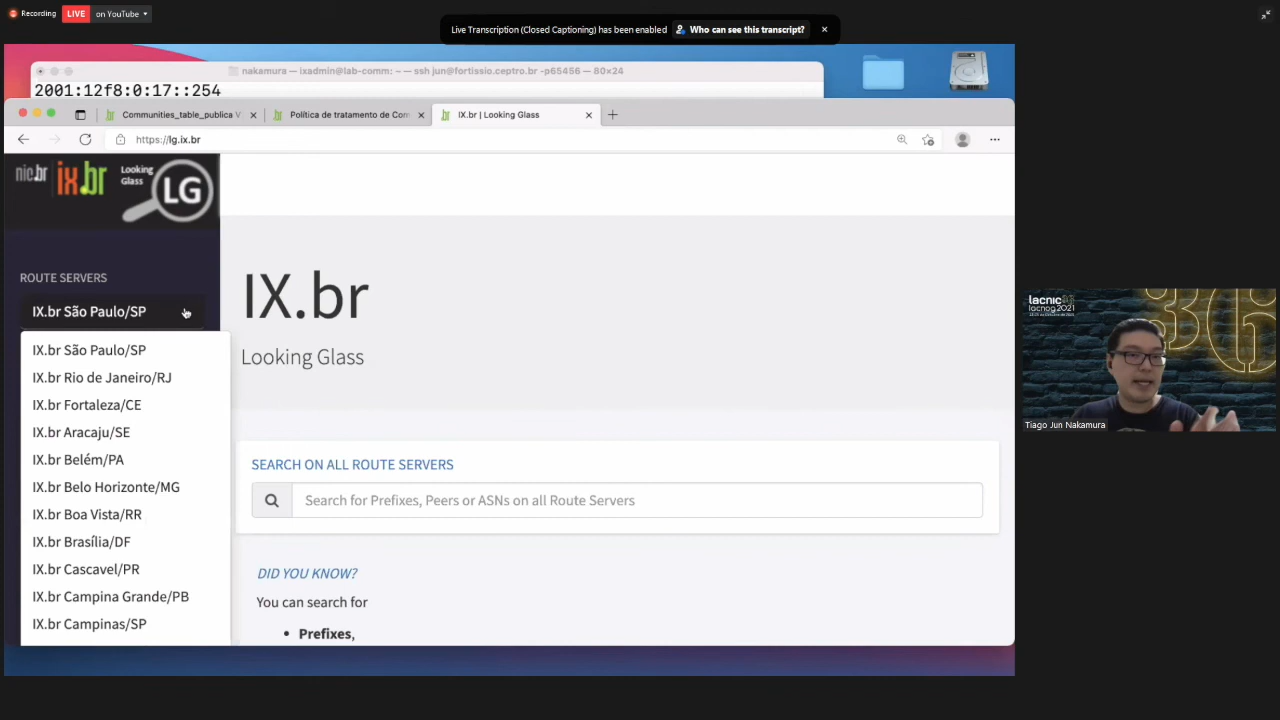 Recording
LIVE
on YouTube
Live Transcription (Closed Captioning) has been enabled
Who can see this transcript?
nakamura — ixadmin@lab-comm: ~ — ssh jun@fortissio.ceptro.br -p65456 — 80×24
2001:12f8:0:17::254
Communities_table_publica V
Política de tratamento de Com
IX.br | Looking Glass
https://lg.ix.br
nic.br
ix.br
Looking
Glass
LG
ROUTE SERVERS
IX.br São Paulo/SP
IX.br São Paulo/SP
IX.br Rio de Janeiro/RJ
IX.br Fortaleza/CE
IX.br Aracaju/SE
IX.br Belém/PA
IX.br Belo Horizonte/MG
IX.br Boa Vista/RR
IX.br Brasília/DF
IX.br Cascavel/PR
IX.br Campina Grande/PB
IX.br Campinas/SP
IX.br
Looking Glass
SEARCH ON ALL ROUTE SERVERS
Search for Prefixes, Peers or ASNs on all Route Servers
DID YOU KNOW?
You can search for
• Prefixes,
lacnic 36
lacnog 2021
36
Tiago Jun Nakamura